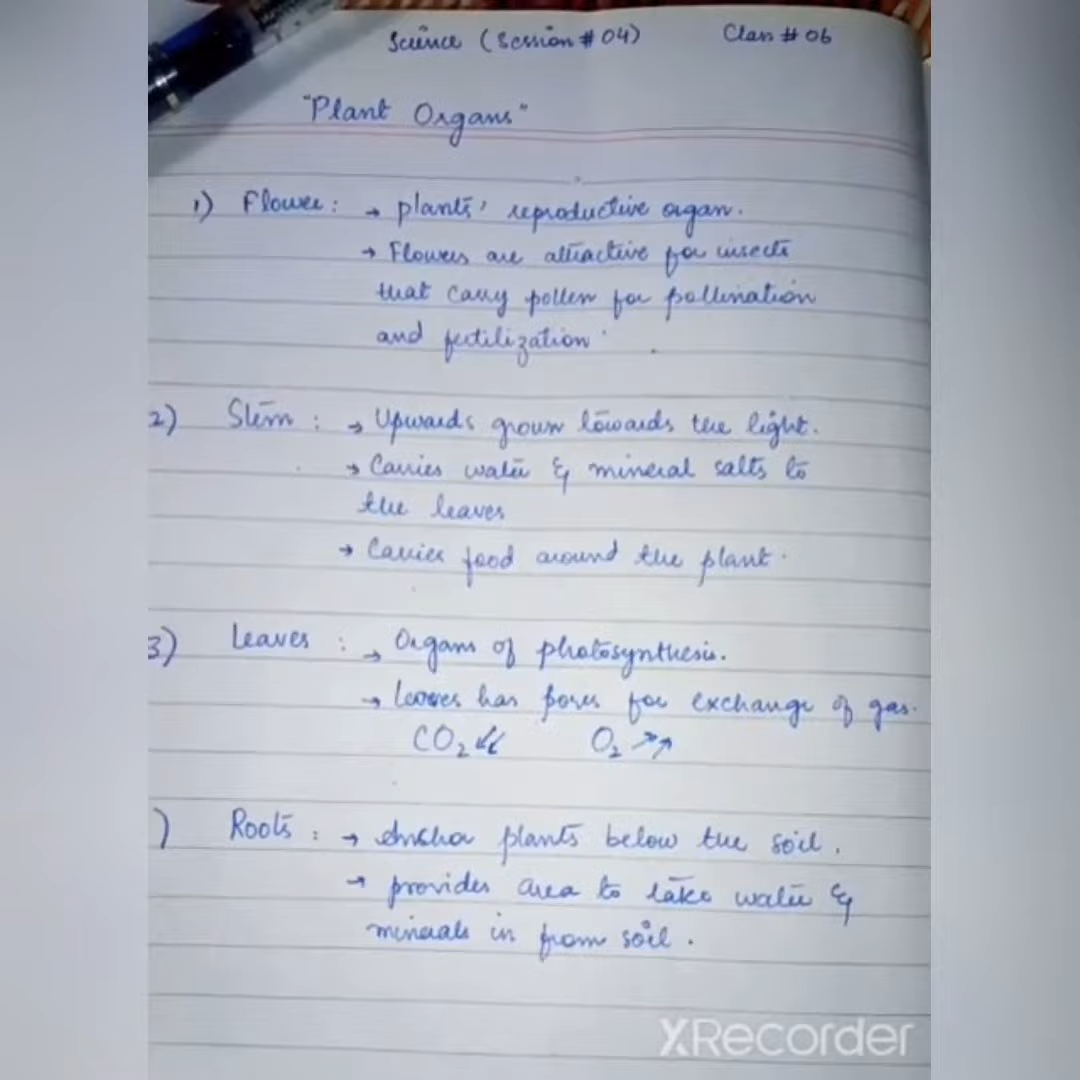 Science (Session # 04) Class # 06
"Plant Organs"
1) Flower : → plants' reproductive organ.
→ Flowers are attractive for insects
that carry pollen for pollination
and fertilization.
2) Stem : → Upwards grown towards the light.
→ Carries water & mineral salts to
the leaves
→ Carries food around the plant.
3) Leaves : → Organs of photosynthesis.
→ leaves has pores for exchange of gas.
CO₂ ↙↙ O₂ ↗↗
) Roots : → Anchor plants below the soil.
→ provides area to take water &
minerals in from soil.
XRecorder